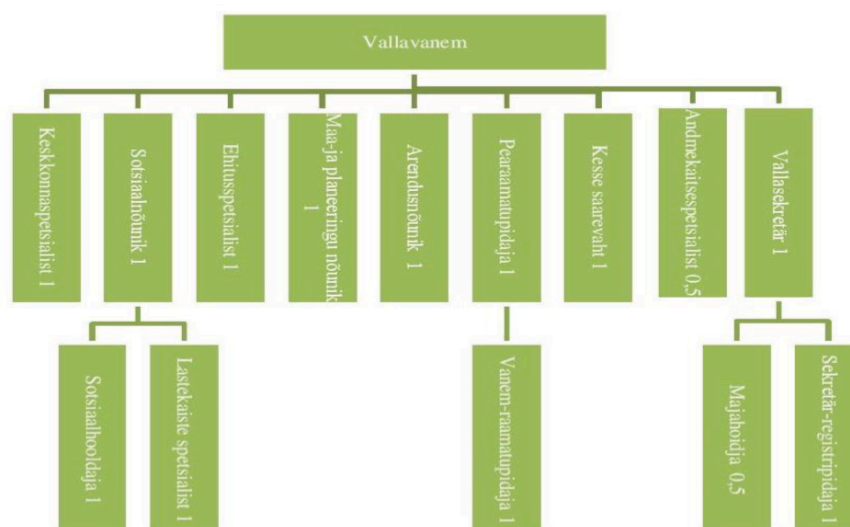 Vallavanem
Keskkonnaspetsialist 1
Sotsiaalnõunik 1
Ehitusspetsialist 1
Maa-ja planeeringu nõunik
1
Arendusnõunik 1
Pearaamatupidaja 1
Kesse saarevaht 1
Andmekaitsespetsialist 0,5
Vallasekretär 1
Sotsiaalhooldaja 1
Lastekaitse spetsialist 1
Vanem-raamatupidaja 1
Majahoidja 0,5
Sekretär-registripidaja 1